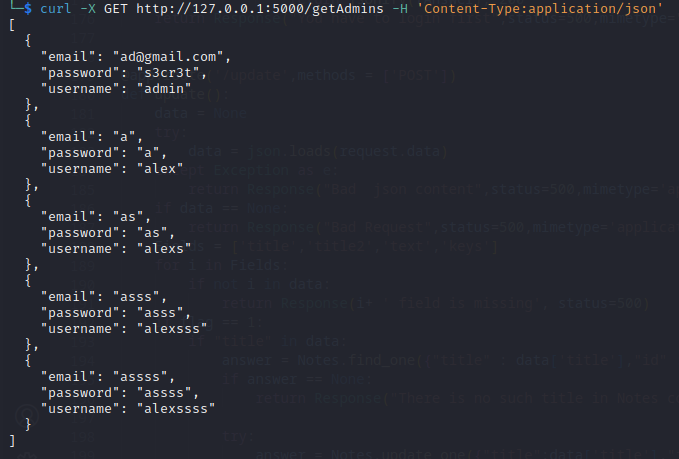 └─$ curl -X GET http://127.0.0.1:5000/getAdmins -H 'Content-Type:application/json'
[
  {
    "email": "ad@gmail.com",
    "password": "s3cr3t",
    "username": "admin"
  },
  {
    "email": "a",
    "password": "a",
    "username": "alex"
  },
  {
    "email": "as",
    "password": "as",
    "username": "alexs"
  },
  {
    "email": "asss",
    "password": "asss",
    "username": "alexsss"
  },
  {
    "email": "assss",
    "password": "assss",
    "username": "alexssss"
  }
]